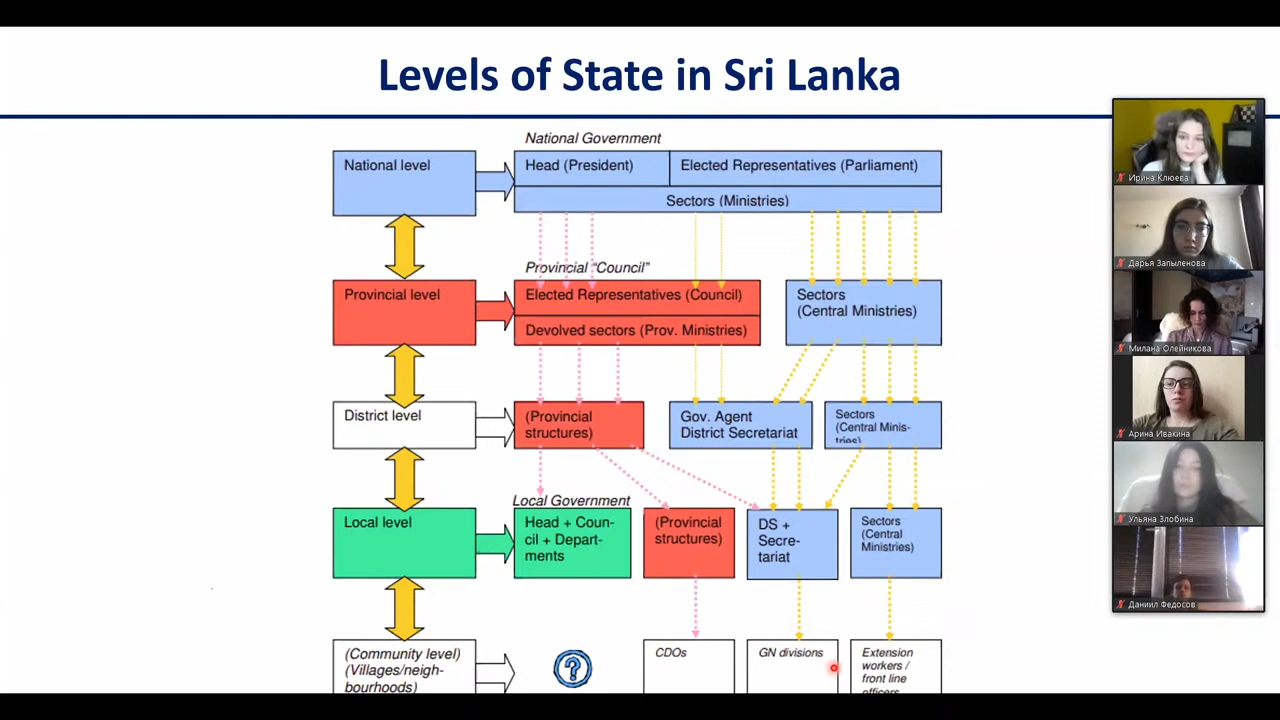 Levels of State in Sri Lanka
National Government
National level
Head (President)
Elected Representatives (Parliament)
Sectors (Ministries)
Provincial “Council”
Provincial level
Elected Representatives (Council)
Devolved sectors (Prov. Ministries)
Sectors
(Central Ministries)
District level
(Provincial
structures)
Gov. Agent
District Secretariat
Sectors
(Central Minis-
tries)
Local Government
Local level
Head + Coun-
cil + Depart-
ments
(Provincial
structures)
DS +
Secre-
tariat
Sectors
(Central
Ministries)
(Community level)
(Villages/neigh-
bourhoods)
?
CDOs
GN divisions
Extension
workers /
front line
officers
Ирина Клюева
Дарья Запыленова
Милана Олейникова
Арина Ивакина
Ульяна Злобина
Даниил Федосов